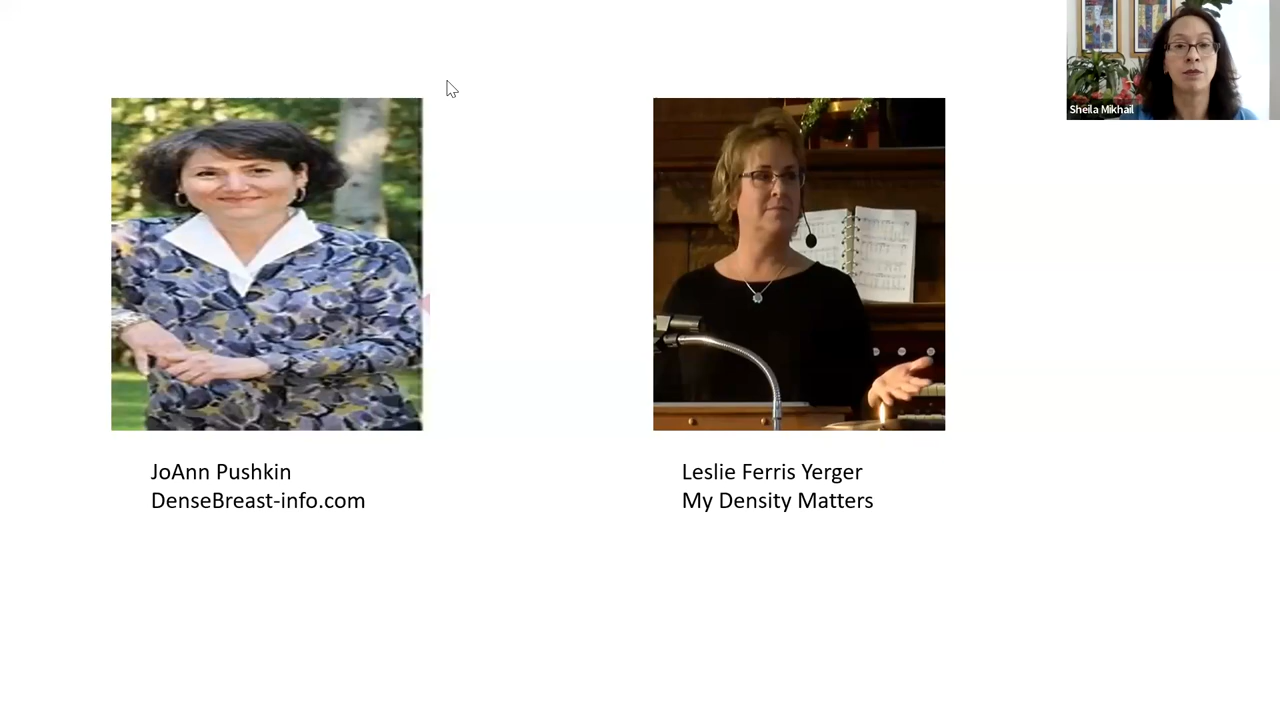 Sheila Mikhail
JoAnn Pushkin
DenseBreast-info.com
Leslie Ferris Yerger
My Density Matters